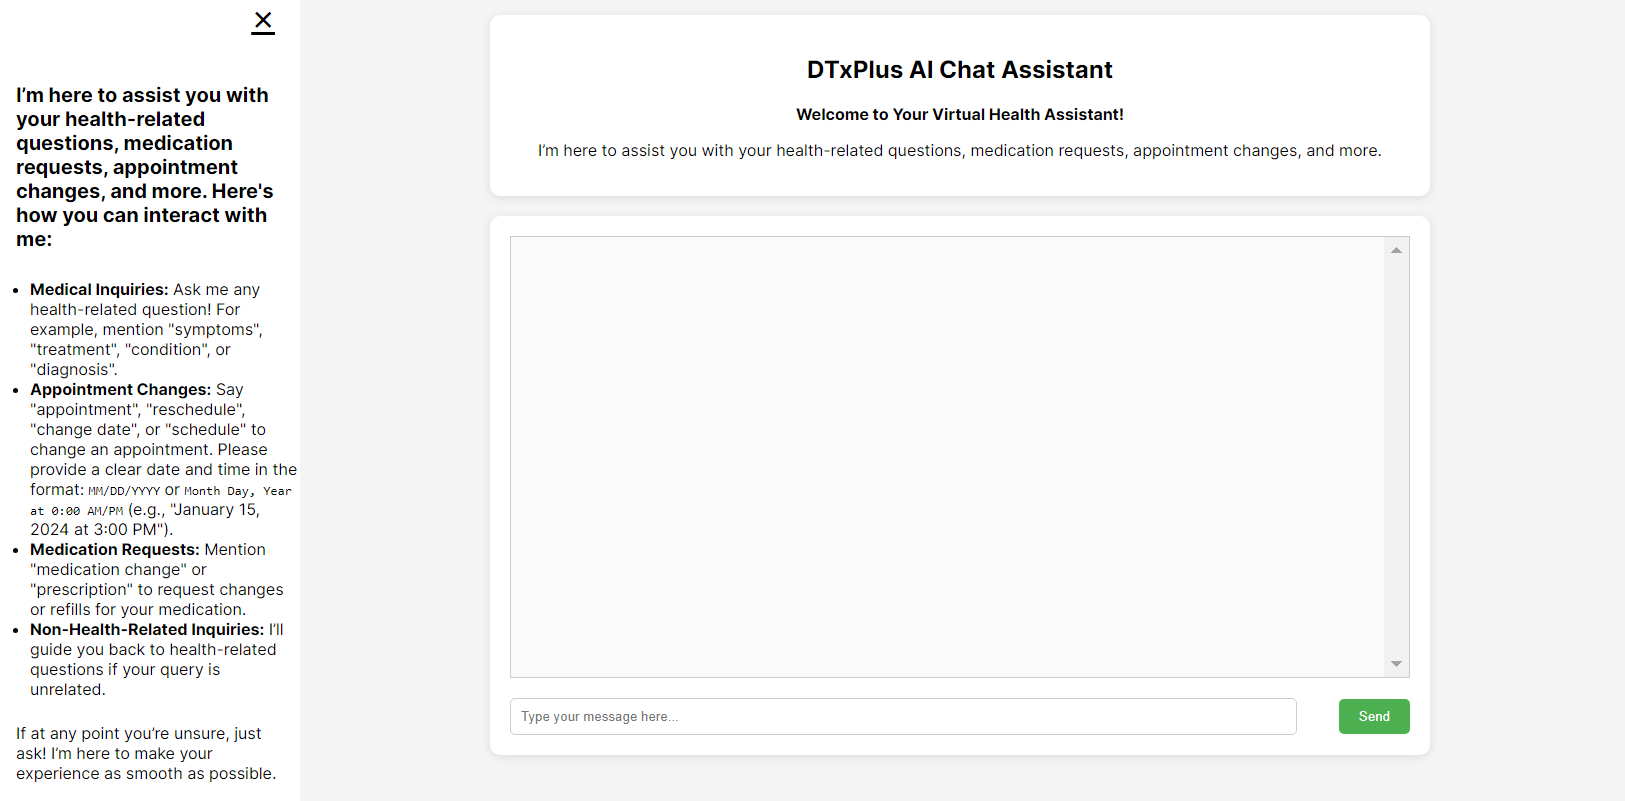 I’m here to assist you with
your health-related
questions, medication
requests, appointment
changes, and more. Here's
how you can interact with
me:
Medical Inquiries: Ask me any
health-related question! For
example, mention "symptoms",
"treatment", "condition", or
"diagnosis".
Appointment Changes: Say
"appointment", "reschedule",
"change date", or "schedule" to
change an appointment. Please
provide a clear date and time in the
format: MM/DD/YYYY or Month Day, Year
at 0:00 AM/PM (e.g., "January 15,
2024 at 3:00 PM").
Medication Requests: Mention
"medication change" or
"prescription" to request changes
or refills for your medication.
Non-Health-Related Inquiries: I’ll
guide you back to health-related
questions if your query is
unrelated.
If at any point you’re unsure, just
ask! I’m here to make your
experience as smooth as possible.
DTxPlus AI Chat Assistant
Welcome to Your Virtual Health Assistant!
I’m here to assist you with your health-related questions, medication requests, appointment changes, and more.
Type your message here...
Send